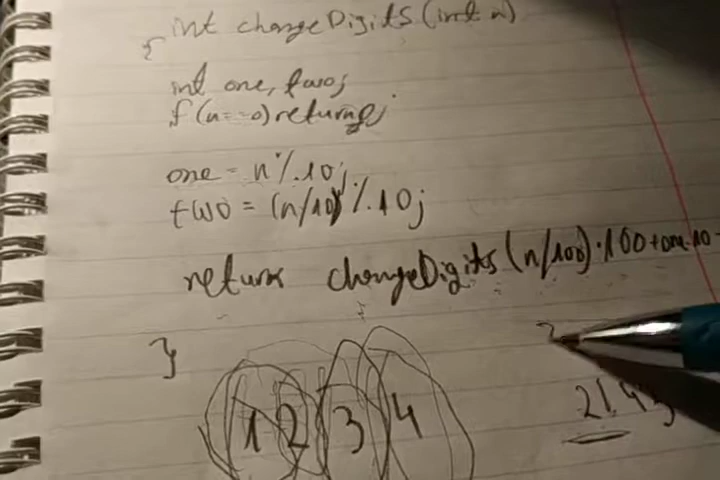 int changeDigits(int n)
{
int one, two;
if(n==0)return 0;
one = n%10;
two = (n/10)%10;
return changeDigits(n/100)·100+one·10
}
1 2 3 4
2143